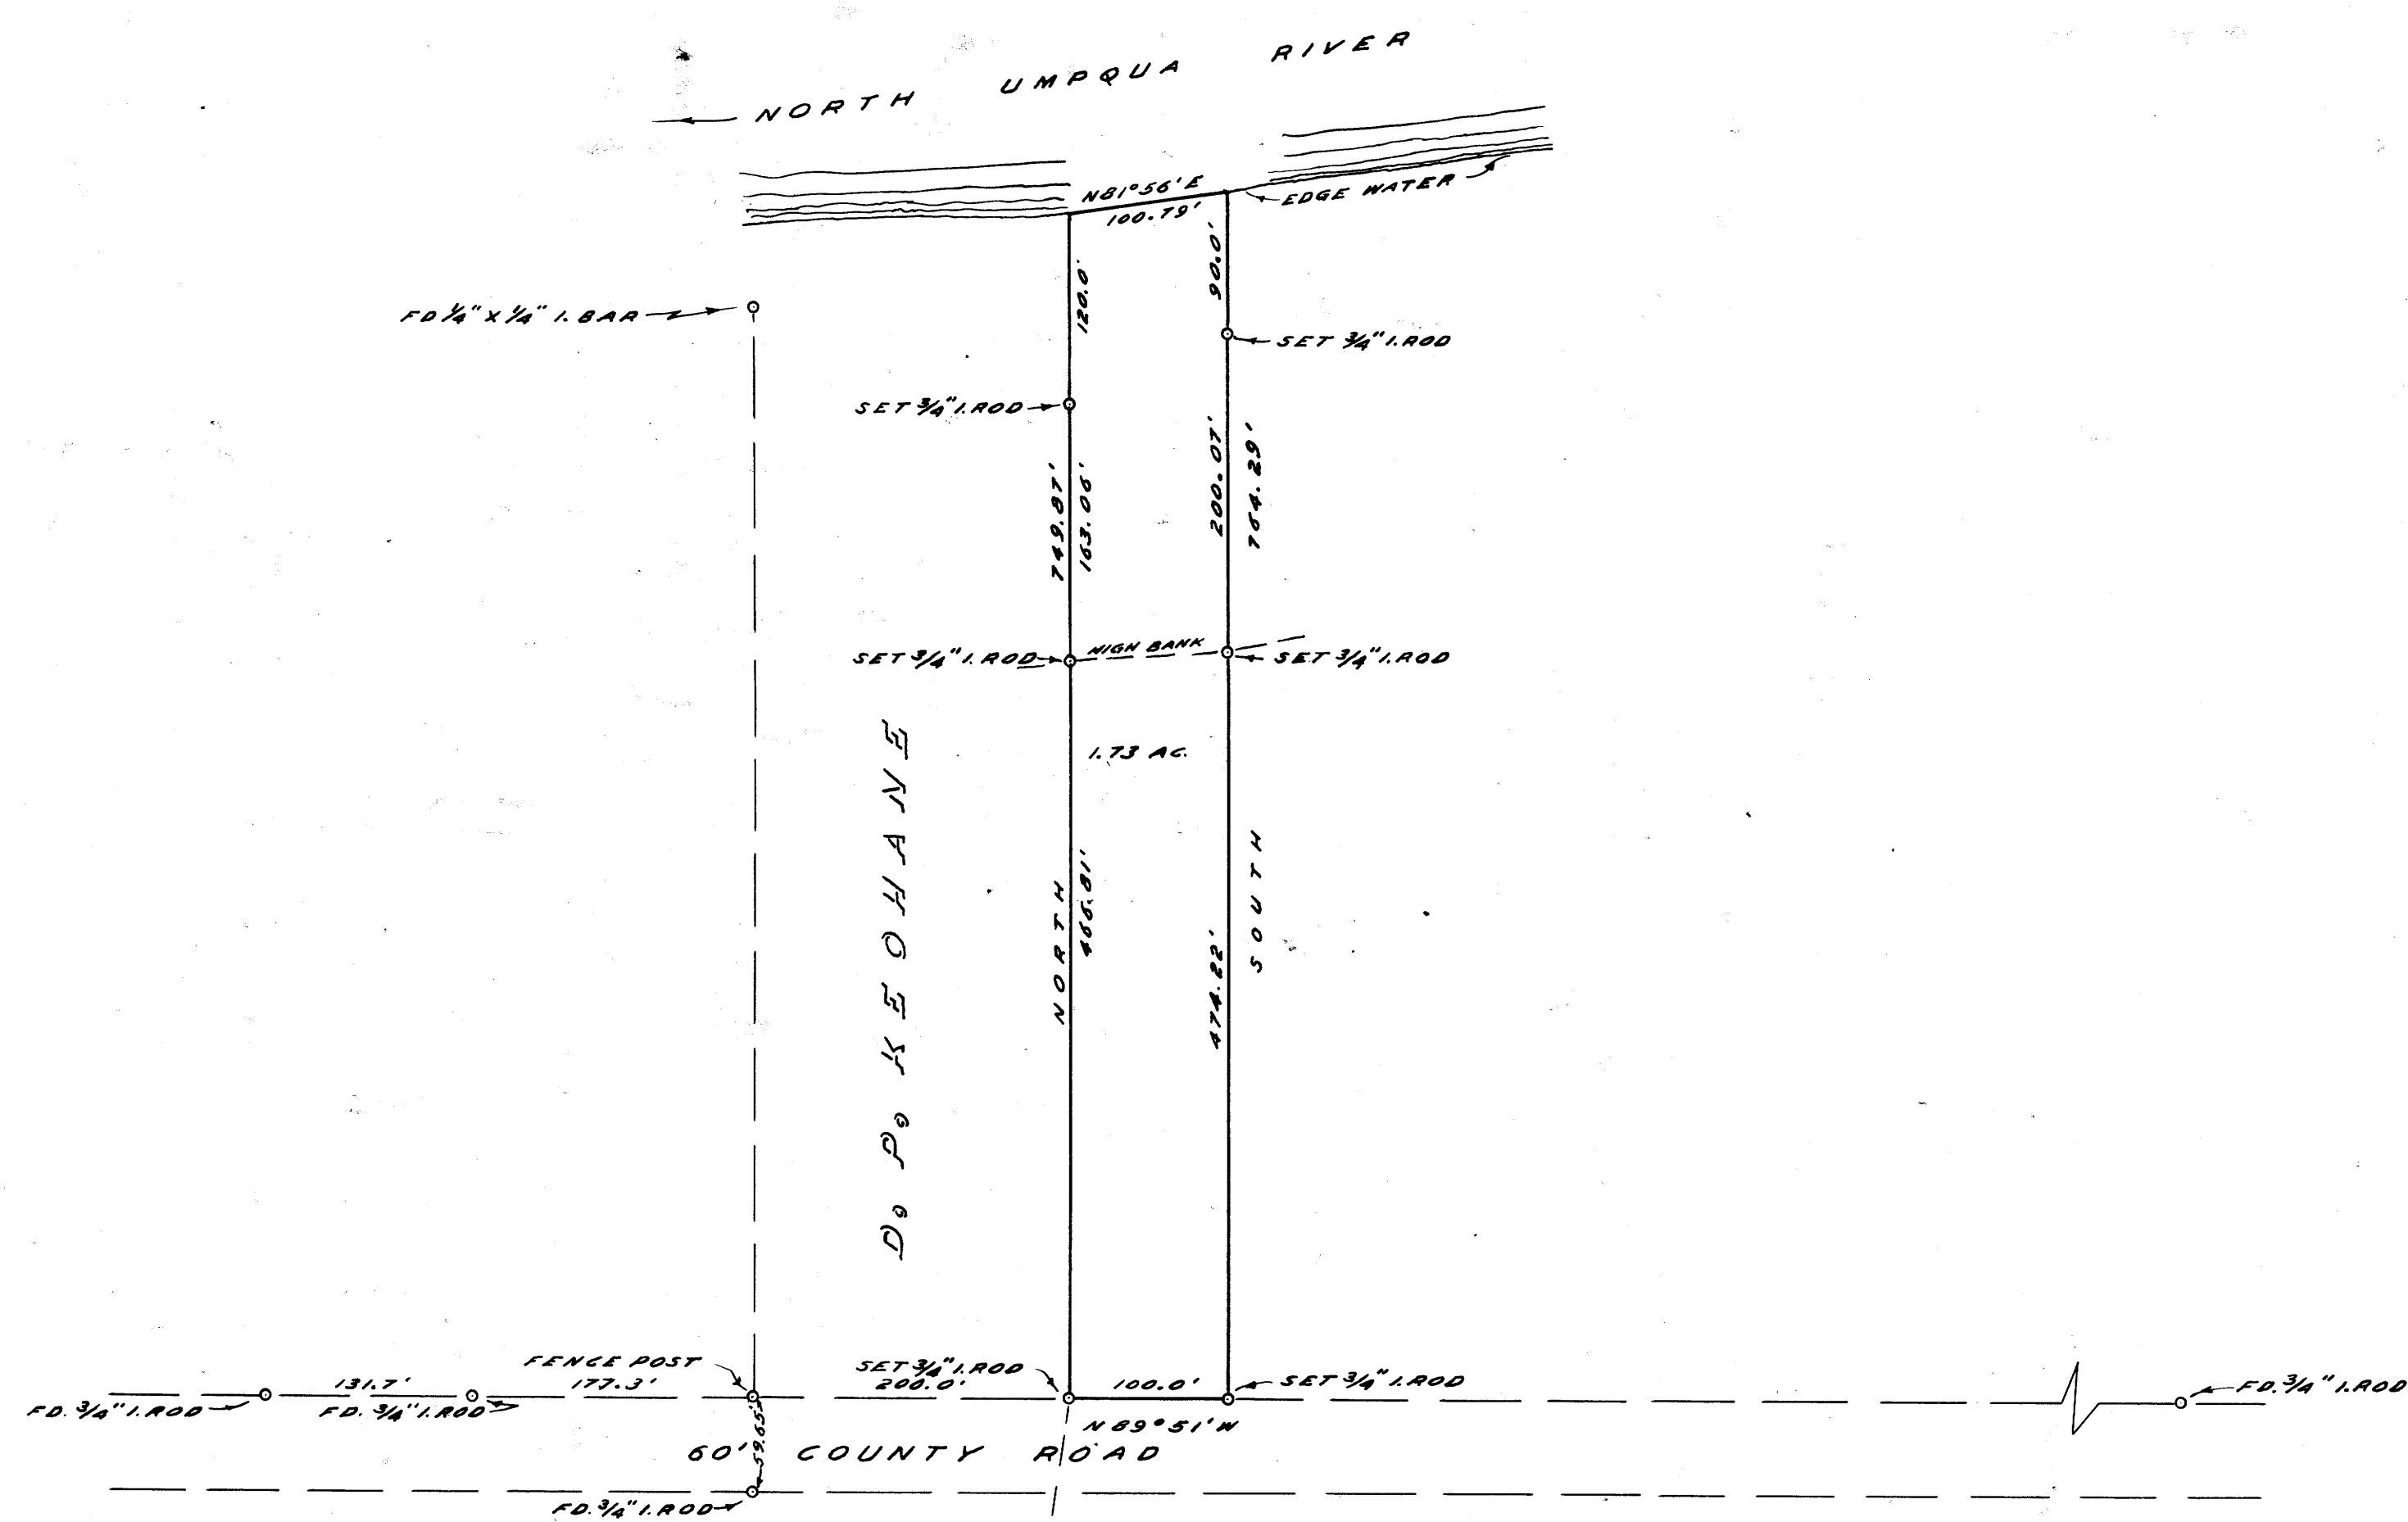 NORTH UMPQUA RIVER
N81°56'E
100.79'
EDGE WATER
90.0'
120.0'
FD 1/4" X 1/4" I. BAR
SET 3/4" I. ROD
SET 3/4" I. ROD
749.87'
163.06'
200.07'
764.29'
SET 3/4" I. ROD
HIGH BANK
SET 3/4" I. ROD
1.73 AC.
D. P. KEOHANE
NORTH
466.81'
474.22'
SOUTH
FENCE POST
SET 3/4" I. ROD
131.7'
177.3'
200.0'
100.0'
SET 3/4" I. ROD
FD. 3/4" I. ROD
FD. 3/4" I. ROD
FD. 3/4" I. ROD
N 89°51' W
59.65'
60' COUNTY ROAD
FD. 3/4" I. ROD